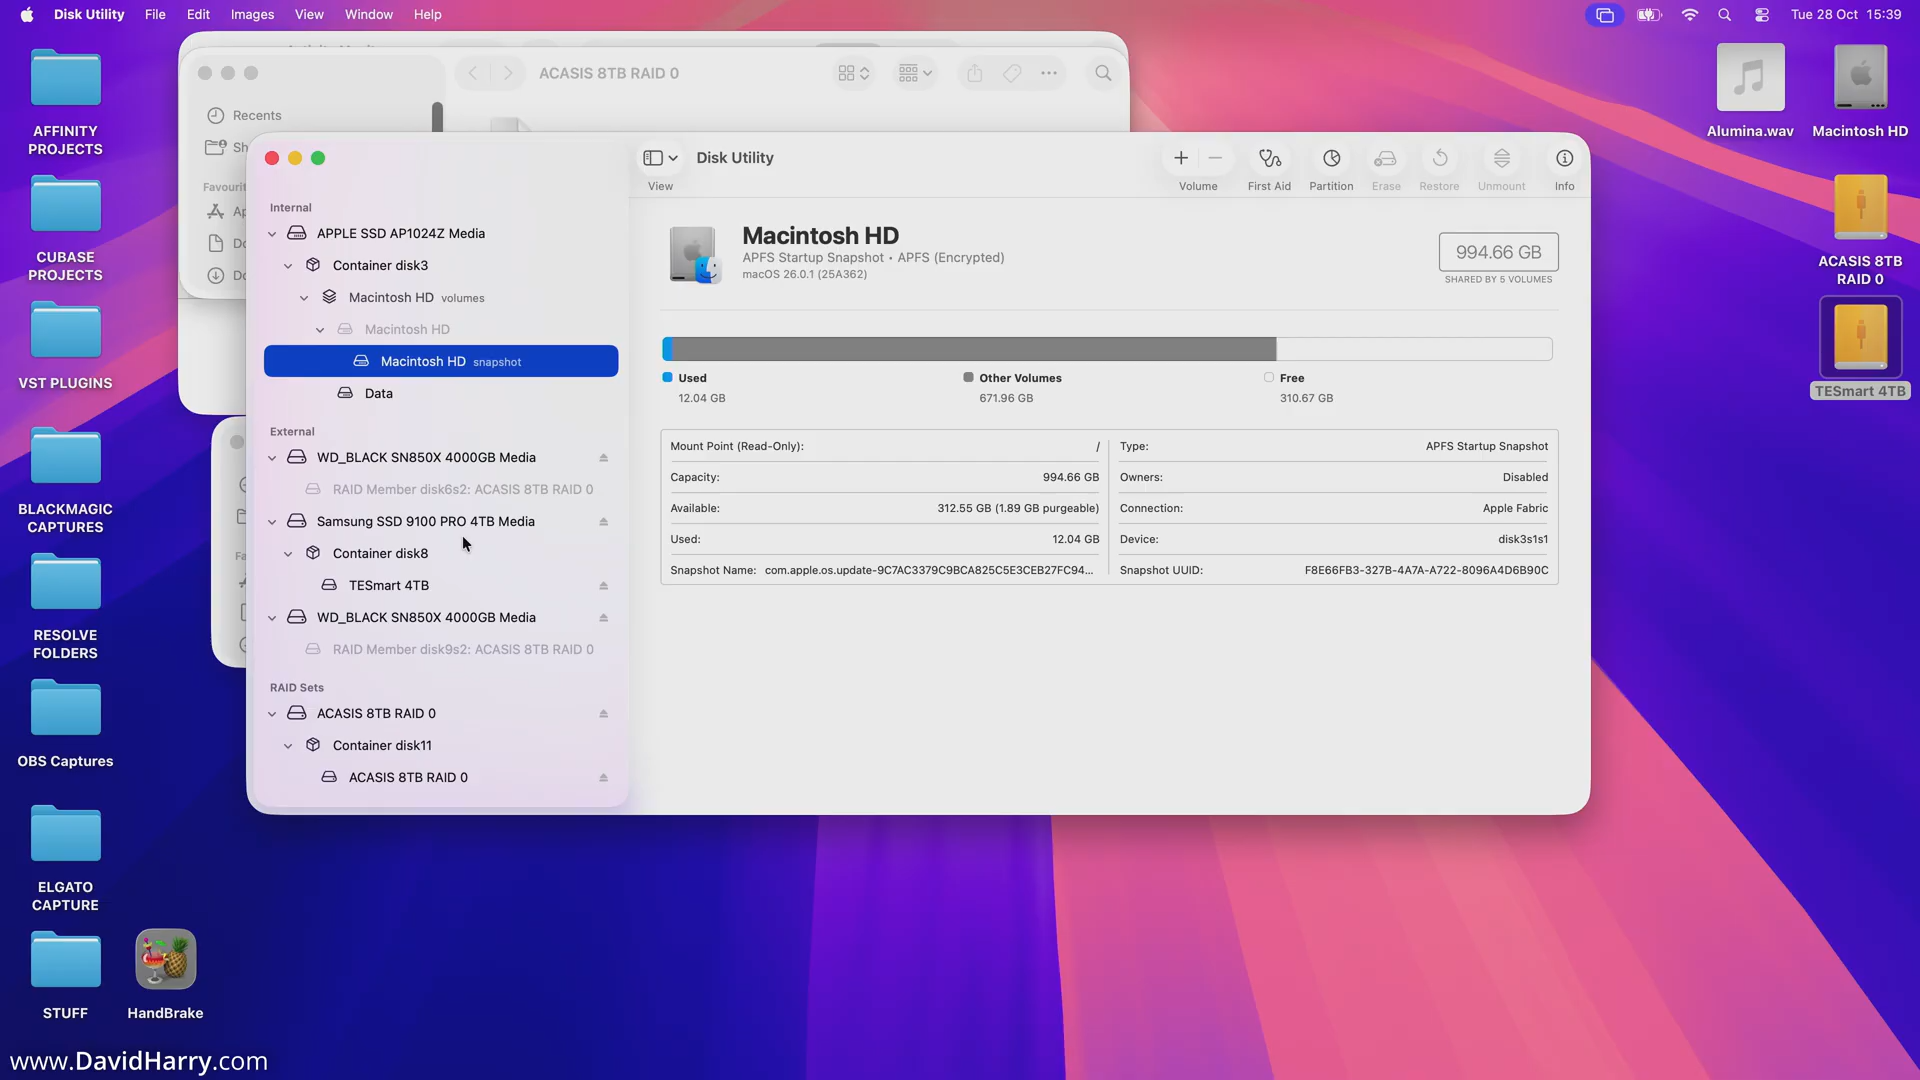 Disk Utility File Edit Images View Window Help Tue 28 Oct 15:39
ACASIS 8TB RAID 0
Recents
Sh
Favourit
Ap
Do
Do
AFFINITY
PROJECTS
CUBASE
PROJECTS
VST PLUGINS
BLACKMAGIC
CAPTURES
RESOLVE
FOLDERS
OBS Captures
ELGATO
CAPTURE
STUFF
HandBrake
Alumina.wav
Macintosh HD
ACASIS 8TB
RAID 0
TESmart 4TB
Fa
Internal
APPLE SSD AP1024Z Media
Container disk3
Macintosh HD volumes
Macintosh HD
Macintosh HD snapshot
Data
External
WD_BLACK SN850X 4000GB Media
RAID Member disk6s2: ACASIS 8TB RAID 0
Samsung SSD 9100 PRO 4TB Media
Container disk8
TESmart 4TB
WD_BLACK SN850X 4000GB Media
RAID Member disk9s2: ACASIS 8TB RAID 0
RAID Sets
ACASIS 8TB RAID 0
Container disk11
ACASIS 8TB RAID 0
View
Disk Utility
Volume First Aid Partition Erase Restore Unmount Info
Macintosh HD
APFS Startup Snapshot • APFS (Encrypted)
macOS 26.0.1 (25A362)
994.66 GB
SHARED BY 5 VOLUMES
Used
12.04 GB
Other Volumes
671.96 GB
Free
310.67 GB
Mount Point (Read-Only): /
Capacity: 994.66 GB
Available: 312.55 GB (1.89 GB purgeable)
Used: 12.04 GB
Snapshot Name: com.apple.os.update-9C7AC3379C9BCA825C5E3CEB27FC94...
Type: APFS Startup Snapshot
Owners: Disabled
Connection: Apple Fabric
Device: disk3s1s1
Snapshot UUID: F8E66FB3-327B-4A7A-A722-8096A4D6B90C
www.DavidHarry.com